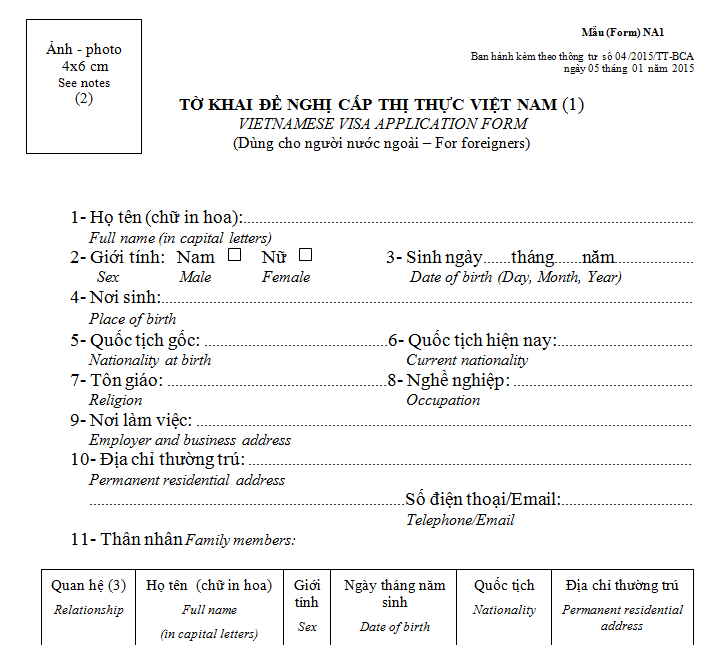 Ảnh - photo
4x6 cm
See notes
(2)
Mẫu (Form) NA1
Ban hành kèm theo thông tư số 04/2015/TT-BCA
ngày 05 tháng 01 năm 2015
TỜ KHAI ĐỀ NGHỊ CẤP THỊ THỰC VIỆT NAM (1)
VIETNAMESE VISA APPLICATION FORM
(Dùng cho người nước ngoài – For foreigners)
1- Họ tên (chữ in hoa):
Full name (in capital letters)
2- Giới tính: Nam □ Nữ □ 3- Sinh ngày.......tháng.......năm
Sex Male Female Date of birth (Day, Month, Year)
4- Nơi sinh:
Place of birth
5- Quốc tịch gốc: 6- Quốc tịch hiện nay:
Nationality at birth Current nationality
7- Tôn giáo: 8- Nghề nghiệp:
Religion Occupation
9- Nơi làm việc:
Employer and business address
10- Địa chỉ thường trú:
Permanent residential address
Số điện thoại/Email:
Telephone/Email
11- Thân nhân Family members:
Quan hệ (3) Họ tên (chữ in hoa) Giới Ngày tháng năm Quốc tịch Địa chỉ thường trú
tính sinh
Relationship Full name Nationality Permanent residential
(in capital letters) Sex Date of birth address